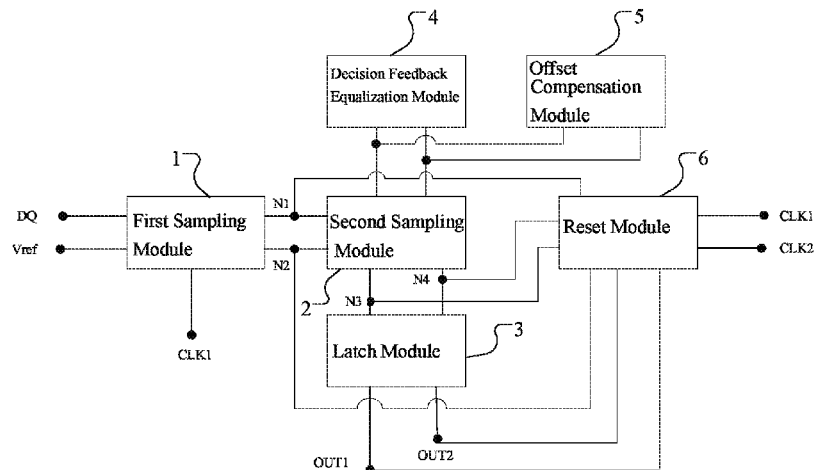 4
5
Decision Feedback
Equalization Module
Offset
Compensation
Module
1
6
N1
DQ
First Sampling
Module
Second Sampling
Module
Reset Module
CLK1
Vref
CLK2
N2
N4
2
N3
3
Latch Module
CLK1
OUT1
OUT2